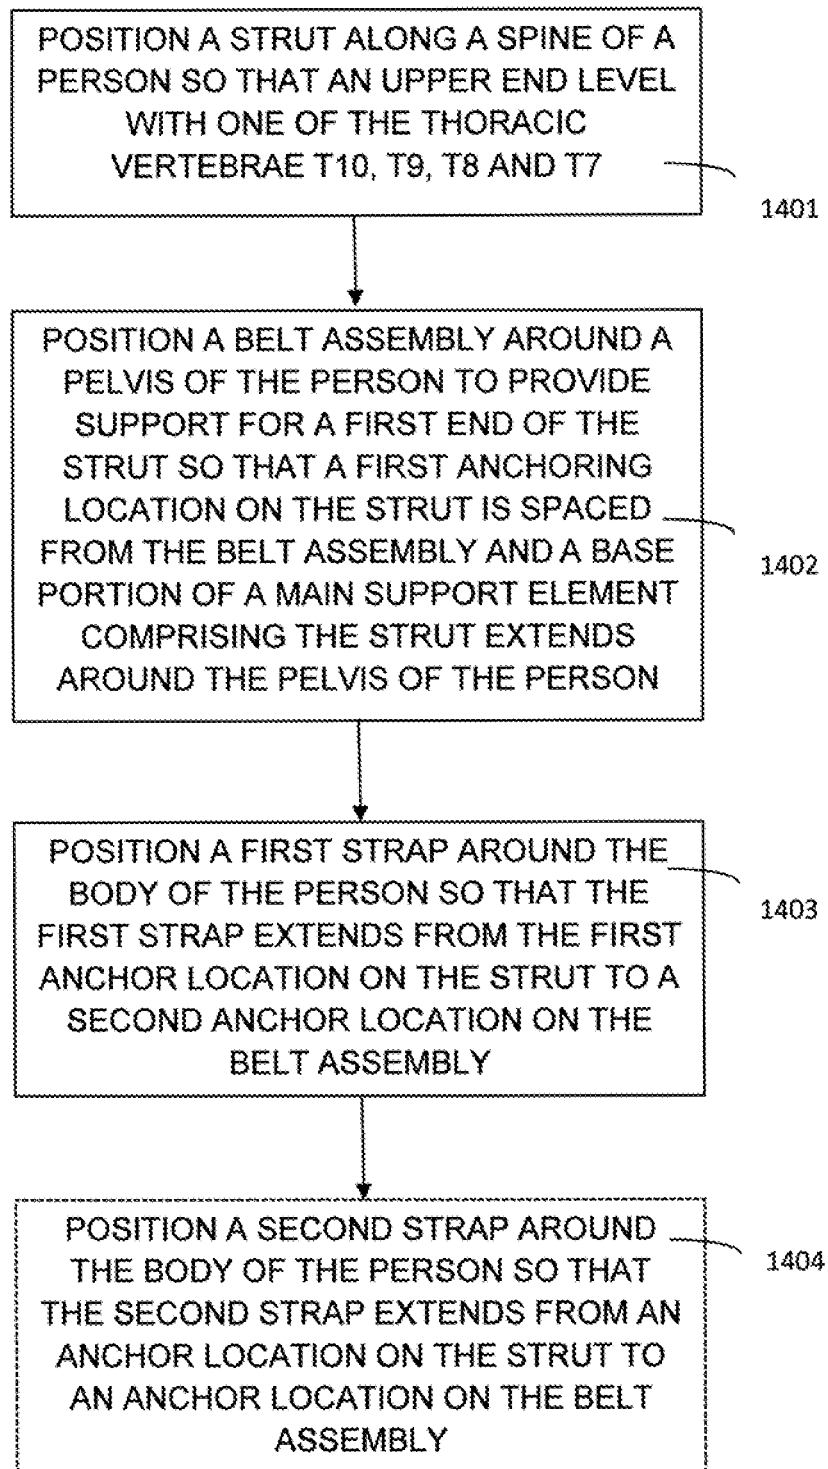 POSITION A STRUT ALONG A SPINE OF A
PERSON SO THAT AN UPPER END LEVEL
WITH ONE OF THE THORACIC
VERTEBRAE T10, T9, T8 AND T7
1401
POSITION A BELT ASSEMBLY AROUND A
PELVIS OF THE PERSON TO PROVIDE
SUPPORT FOR A FIRST END OF THE
STRUT SO THAT A FIRST ANCHORING
LOCATION ON THE STRUT IS SPACED
FROM THE BELT ASSEMBLY AND A BASE
PORTION OF A MAIN SUPPORT ELEMENT
COMPRISING THE STRUT EXTENDS
AROUND THE PELVIS OF THE PERSON
1402
POSITION A FIRST STRAP AROUND THE
BODY OF THE PERSON SO THAT THE
FIRST STRAP EXTENDS FROM THE FIRST
ANCHOR LOCATION ON THE STRUT TO A
SECOND ANCHOR LOCATION ON THE
BELT ASSEMBLY
1403
POSITION A SECOND STRAP AROUND
THE BODY OF THE PERSON SO THAT
THE SECOND STRAP EXTENDS FROM AN
ANCHOR LOCATION ON THE STRUT TO
AN ANCHOR LOCATION ON THE BELT
ASSEMBLY
1404